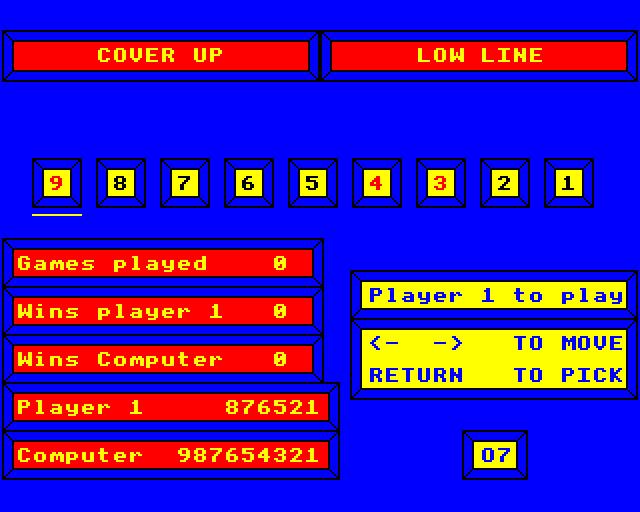 COVER UP LOW LINE
9 8 7 6 5 4 3 2 1
Games played 0
Wins player 1 0
Wins Computer 0
Player 1 876521
Computer 987654321
Player 1 to play
<- -> TO MOVE
RETURN TO PICK
07